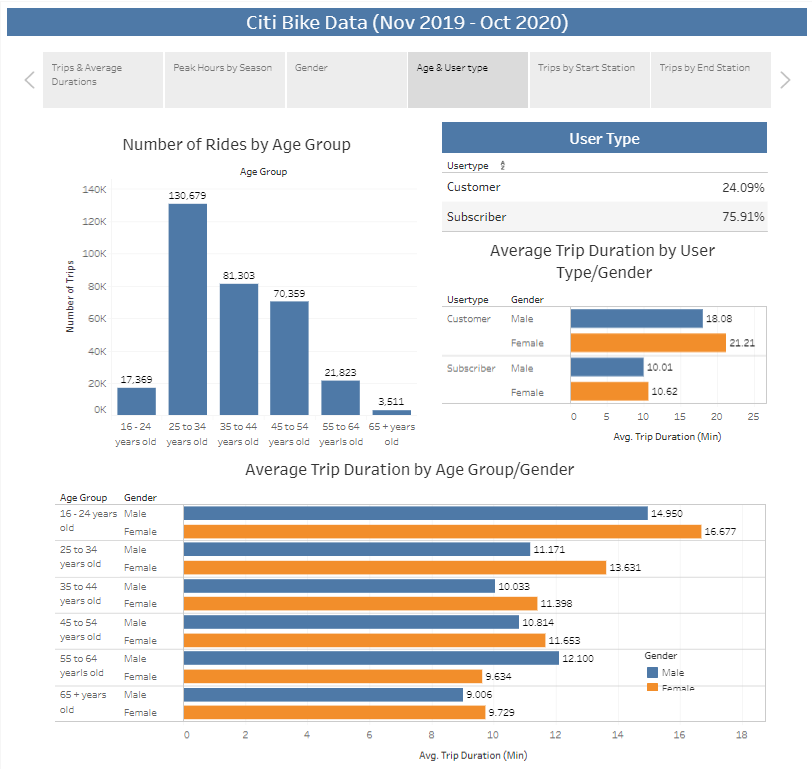 Citi Bike Data (Nov 2019 - Oct 2020)
Trips & Average
Durations
Peak Hours by Season
Gender
Age & User type
Trips by Start Station
Trips by End Station
Number of Rides by Age Group
Age Group
Number of Trips
140K
120K
100K
80K
60K
40K
20K
0K
17,369
130,679
81,303
70,359
21,823
3,511
16 - 24
years old
25 to 34
years old
35 to 44
years old
45 to 54
years old
55 to 64
yearls old
65 + years
old
User Type
Usertype
Customer 24.09%
Subscriber 75.91%
Average Trip Duration by User
Type/Gender
Usertype Gender
Customer Male 18.08
Female 21.21
Subscriber Male 10.01
Female 10.62
0 5 10 15 20 25
Avg. Trip Duration (Min)
Average Trip Duration by Age Group/Gender
Age Group Gender
16 - 24 years
old
Male 14.950
Female 16.677
25 to 34
years old
Male 11.171
Female 13.631
35 to 44
years old
Male 10.033
Female 11.398
45 to 54
years old
Male 10.814
Female 11.653
55 to 64
yearls old
Male 12.100
Female 9.634
65 + years
old
Male 9.006
Female 9.729
Gender
Male
Female
0 2 4 6 8 10 12 14 16 18
Avg. Trip Duration (Min)